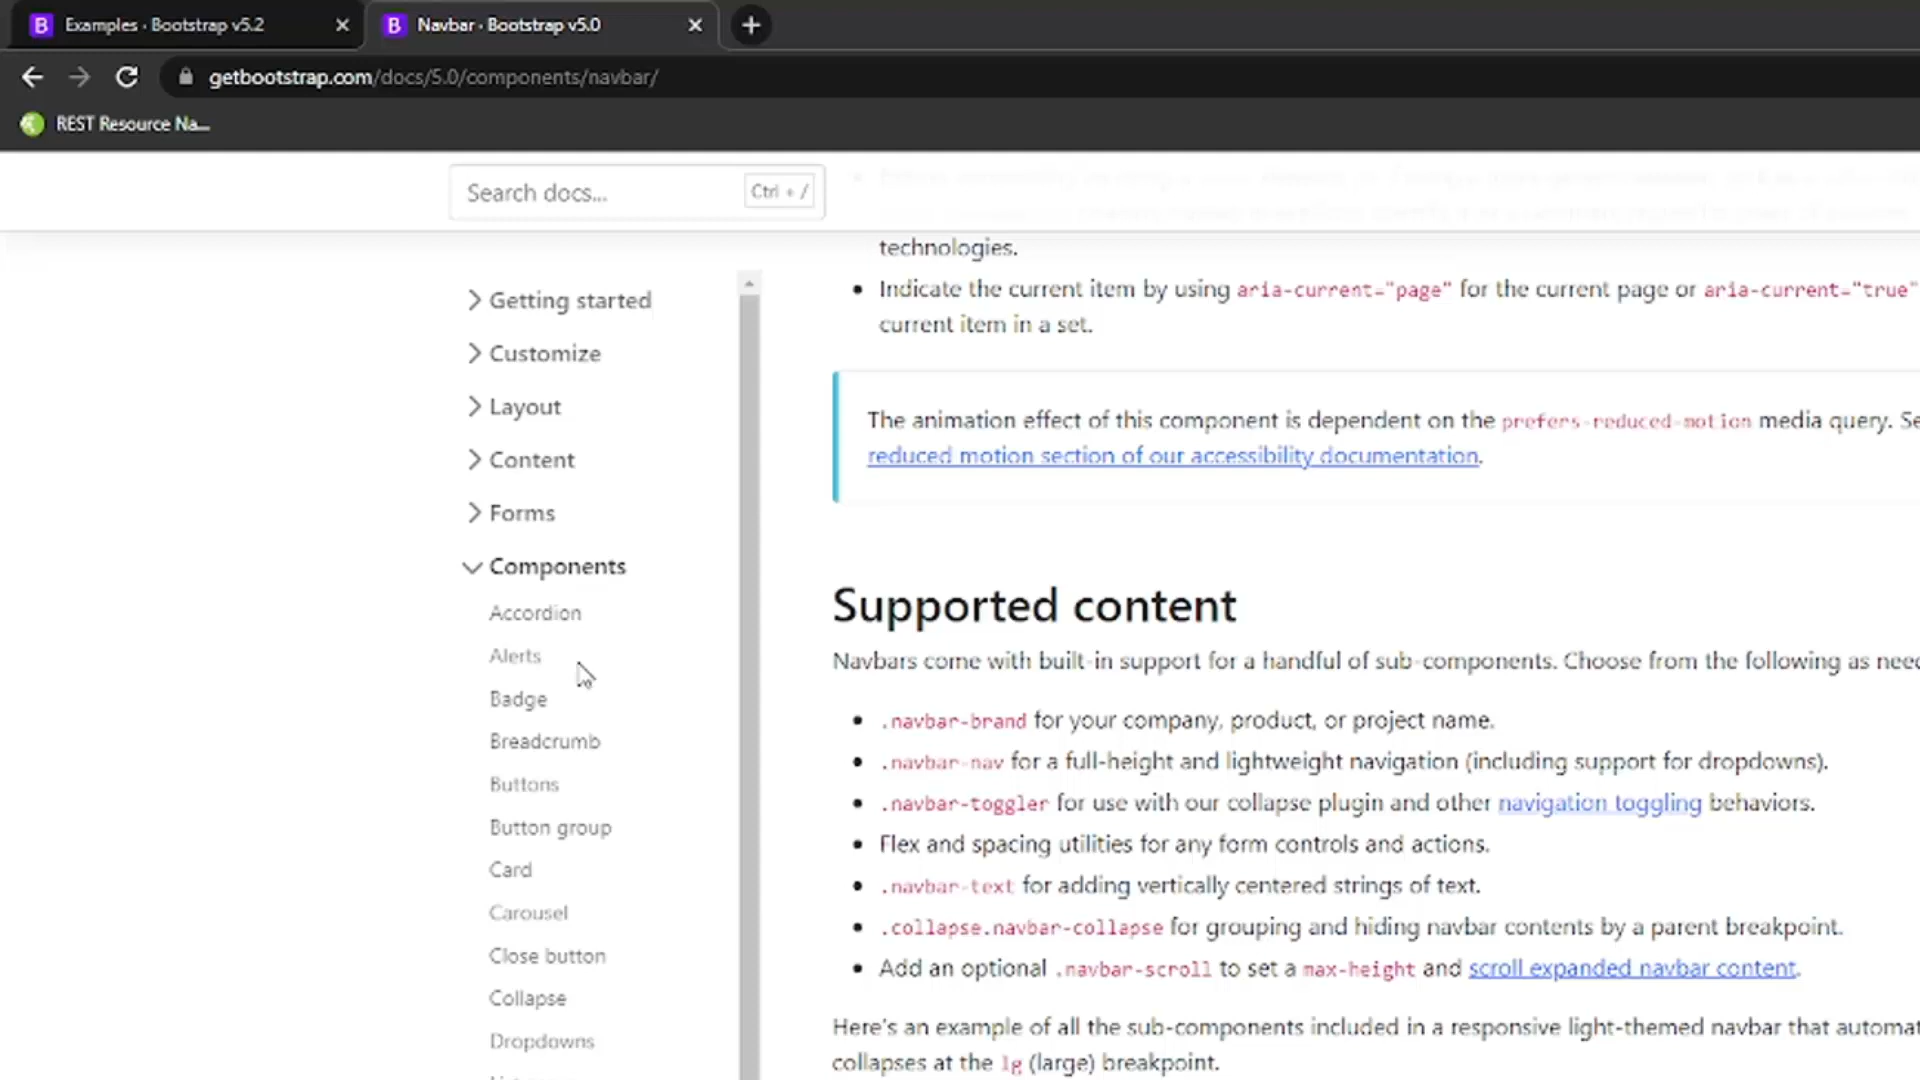 Examples · Bootstrap v5.2
Navbar · Bootstrap v5.0
getbootstrap.com/docs/5.0/components/navbar/
REST Resource Na...
Search docs...
Ctrl + /
Getting started
Customize
Layout
Content
Forms
Components
Accordion
Alerts
Badge
Breadcrumb
Buttons
Button group
Card
Carousel
Close button
Collapse
Dropdowns
technologies.
Indicate the current item by using aria-current="page" for the current page or aria-current="true"
current item in a set.
The animation effect of this component is dependent on the prefers-reduced-motion media query. Se
reduced motion section of our accessibility documentation.
Supported content
Navbars come with built-in support for a handful of sub-components. Choose from the following as need
.navbar-brand for your company, product, or project name.
.navbar-nav for a full-height and lightweight navigation (including support for dropdowns).
.navbar-toggler for use with our collapse plugin and other navigation toggling behaviors.
Flex and spacing utilities for any form controls and actions.
.navbar-text for adding vertically centered strings of text.
.collapse.navbar-collapse for grouping and hiding navbar contents by a parent breakpoint.
Add an optional .navbar-scroll to set a max-height and scroll expanded navbar content.
Here's an example of all the sub-components included in a responsive light-themed navbar that automat
collapses at the lg (large) breakpoint.